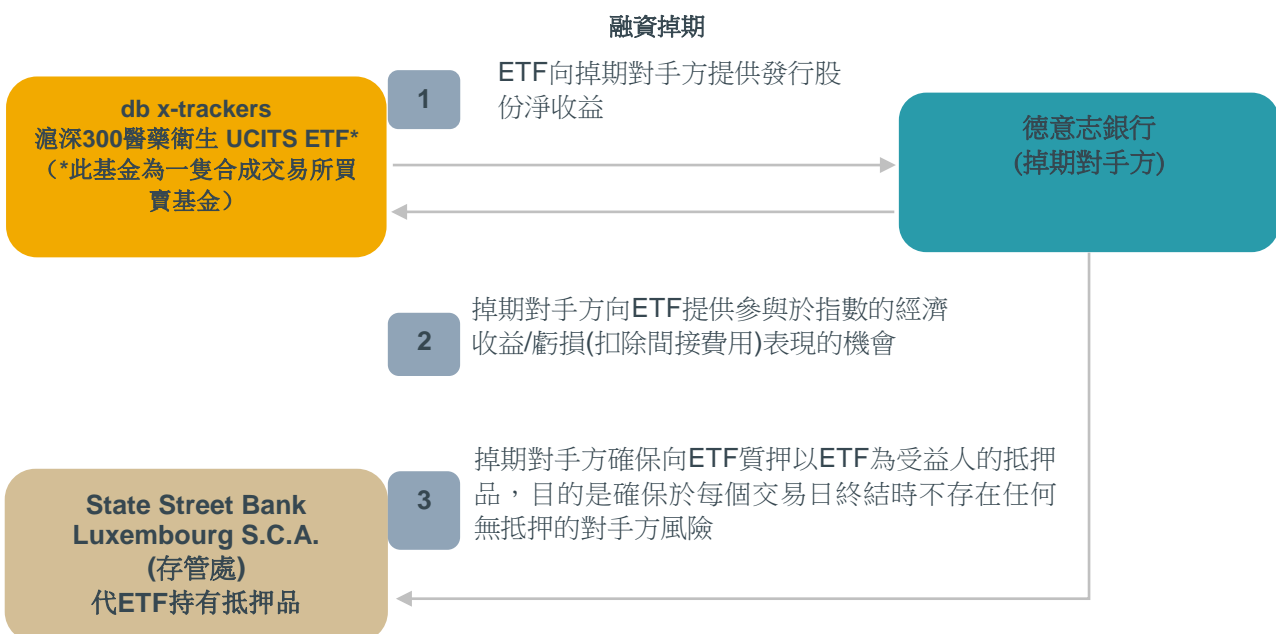 融資掉期
db x-trackers
滬深300醫藥衛生 UCITS ETF*
（*此基金為一隻合成交易所買
賣基金）
1
ETF向掉期對手方提供發行股
份淨收益
德意志銀行
(掉期對手方)
2
掉期對手方向ETF提供參與於指數的經濟
收益/虧損(扣除間接費用)表現的機會
3
掉期對手方確保向ETF質押以ETF為受益人的抵押
品，目的是確保於每個交易日終結時不存在任何
無抵押的對手方風險
State Street Bank
Luxembourg S.C.A.
(存管處)
代ETF持有抵押品